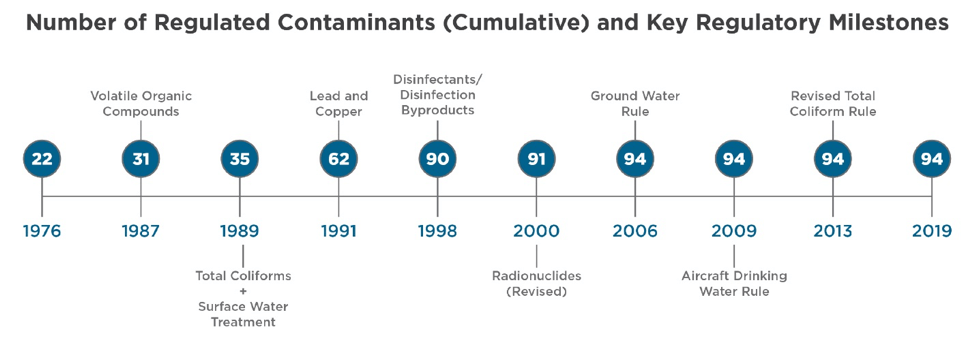 Number of Regulated Contaminants (Cumulative) and Key Regulatory Milestones
Volatile Organic
Compounds
Lead and
Copper
Disinfectants/
Disinfection
Byproducts
Ground Water
Rule
Revised Total
Coliform Rule
22 31 35 62 90 91 94 94 94 94
1976 1987 1989 1991 1998 2000 2006 2009 2013 2019
Total Coliforms
+
Surface Water
Treatment
Radionuclides
(Revised)
Aircraft Drinking
Water Rule